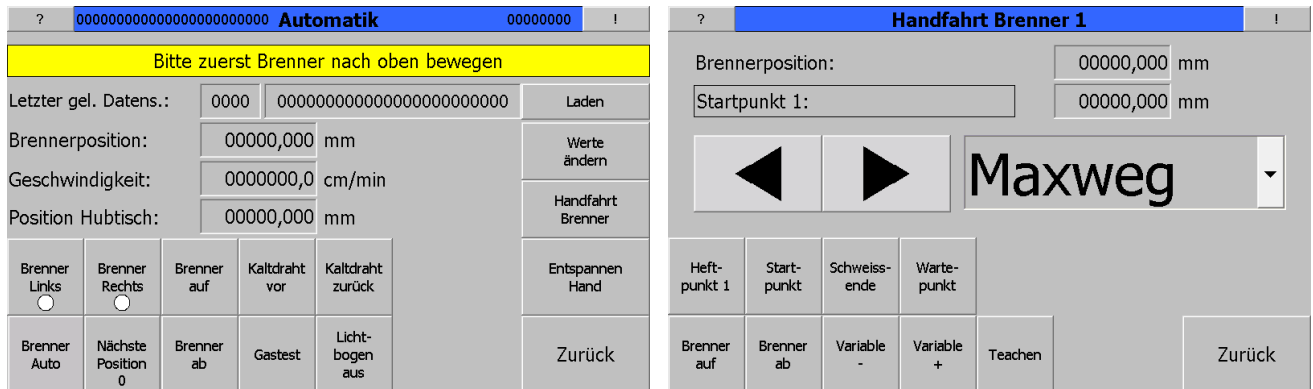 ? 000000000000000000000000 Automatik 00000000 !
Bitte zuerst Brenner nach oben bewegen
Letzter gel. Datens.: 0000 000000000000000000000000 Laden
Brennerposition: 00000,000 mm
Werte
ändern
Geschwindigkeit: 0000000,0 cm/min
Position Hubtisch: 00000,000 mm
Handfahrt
Brenner
Brenner
Links
Brenner
Rechts
Brenner
auf
Kaltdraht
vor
Kaltdraht
zurück
Entspannen
Hand
Brenner
Auto
Nächste
Position
0
Brenner
ab
Gastest
Licht-
bogen
aus
Zurück
? Handfahrt Brenner 1 !
Brennerposition: 00000,000 mm
Startpunkt 1: 00000,000 mm
Maxweg
Heft-
punkt 1
Start-
punkt
Schweiss-
ende
Warte-
punkt
Brenner
auf
Brenner
ab
Variable
-
Variable
+
Teachen
Zurück